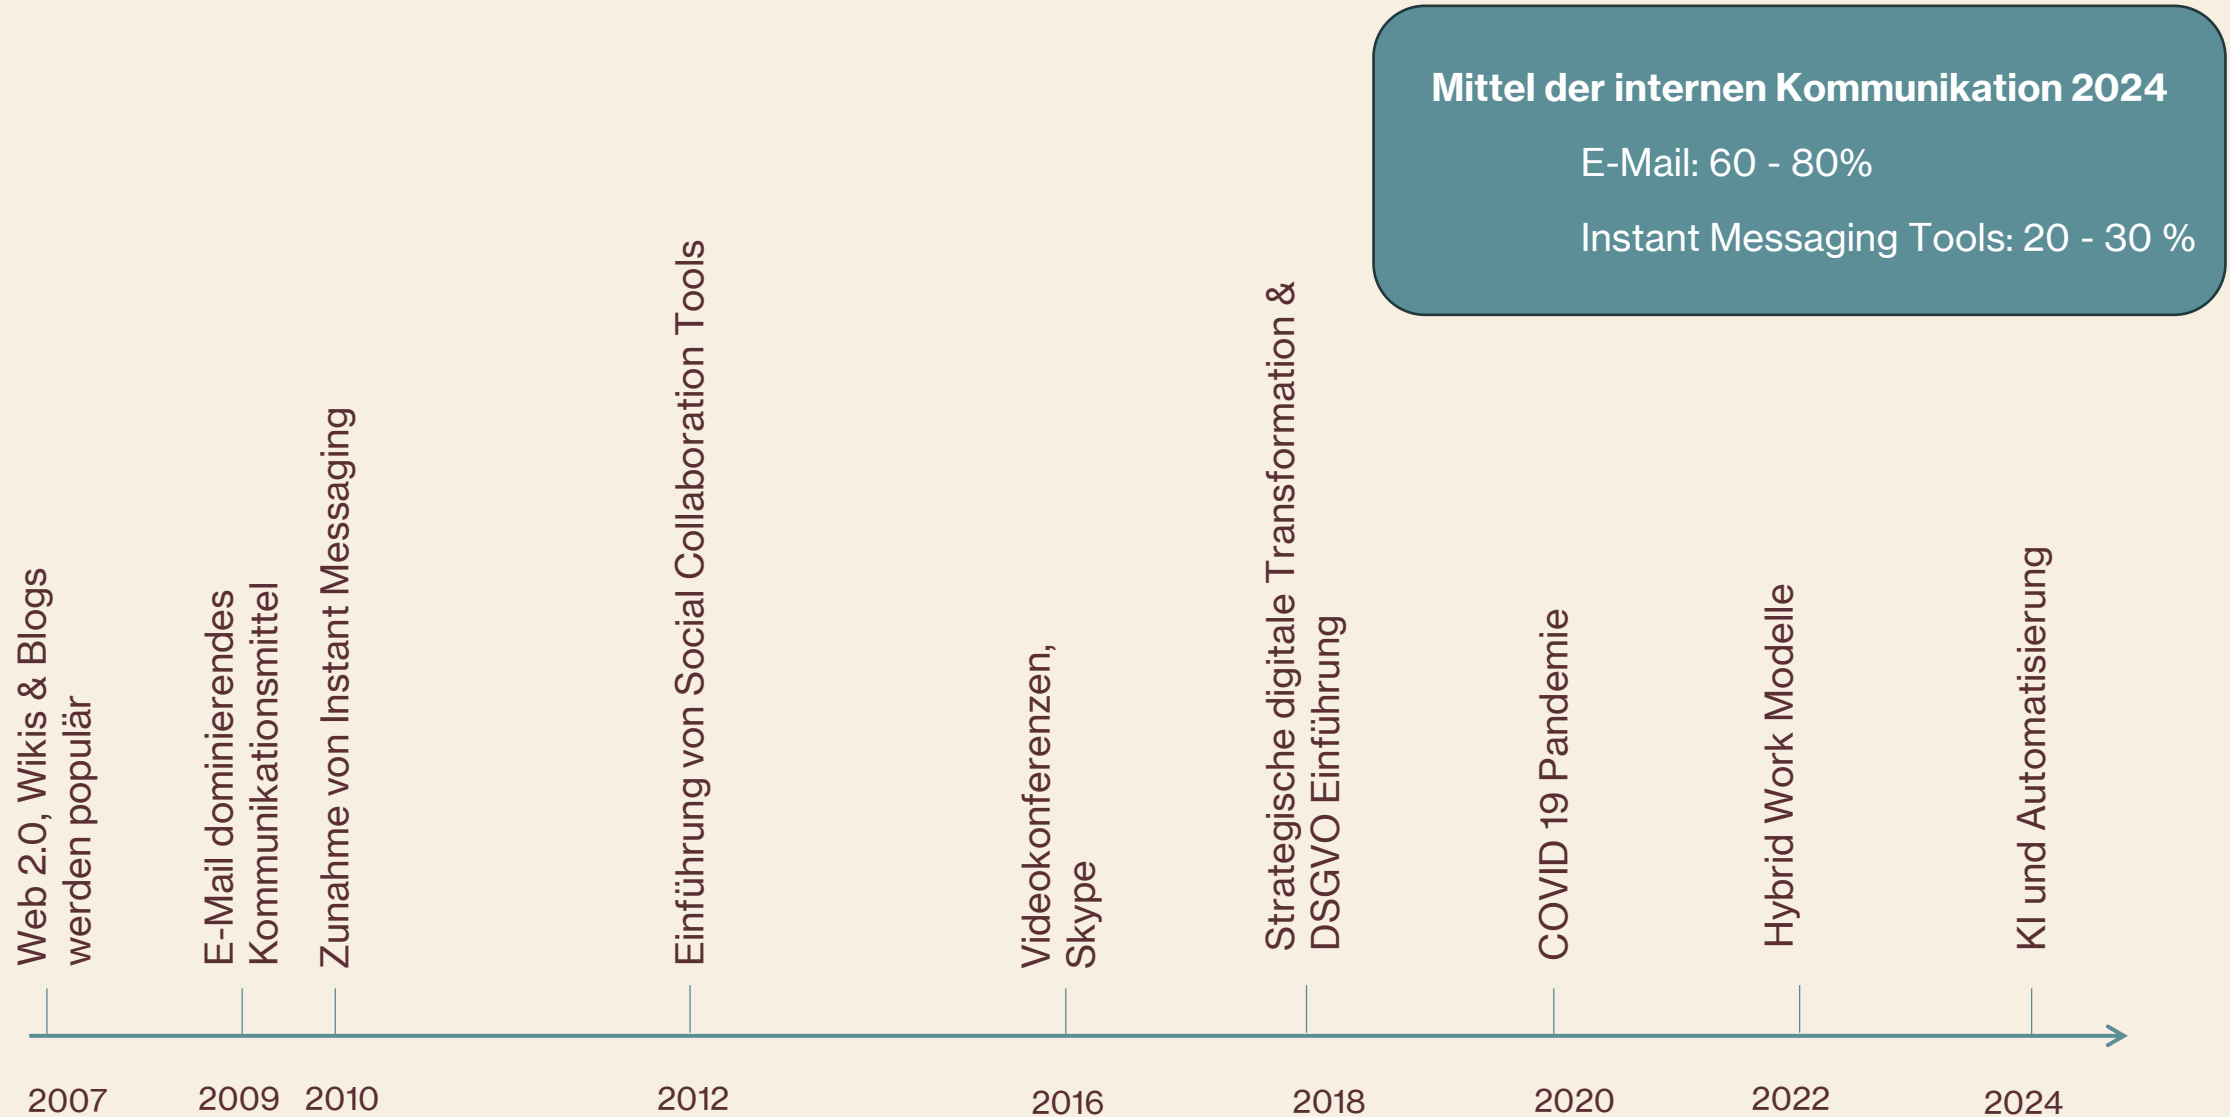 Mittel der internen Kommunikation 2024
E-Mail: 60 - 80%
Instant Messaging Tools: 20 - 30 %
Web 2.0, Wikis & Blogs
werden populär
E-Mail dominierendes
Kommunikationsmittel
Zunahme von Instant Messaging
Einführung von Social Collaboration Tools
Videokonferenzen,
Skype
Strategische digitale Transformation &
DSGVO Einführung
COVID 19 Pandemie
Hybrid Work Modelle
KI und Automatisierung
2007
2009
2010
2012
2016
2018
2020
2022
2024